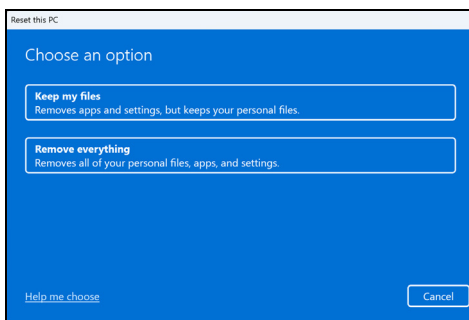 Reset this PC
Choose an option
Keep my files
Removes apps and settings, but keeps your personal files.
Remove everything
Removes all of your personal files, apps, and settings.
Help me choose
Cancel